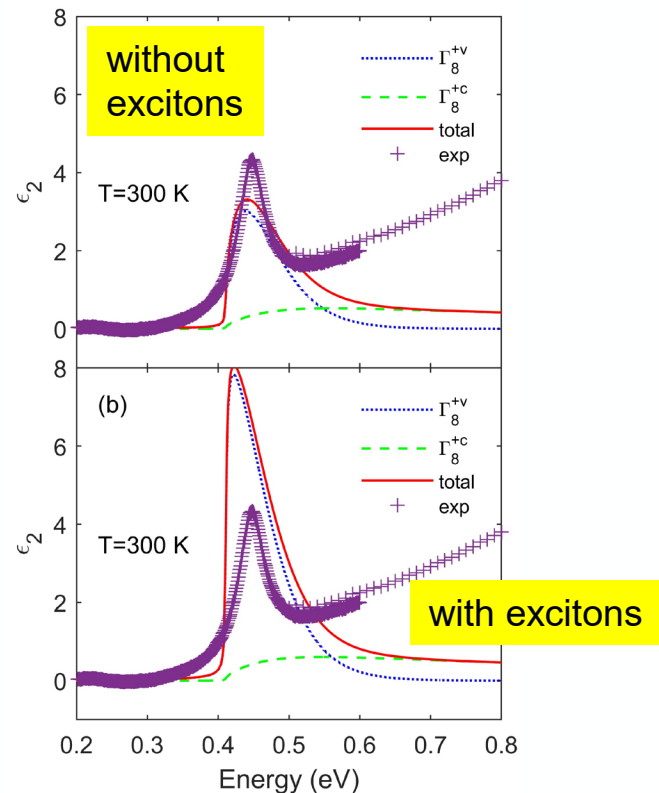 8
6
4
2
0
ϵ₂
without
excitons
T=300 K
Γ₈⁺ᵛ
Γ₈⁺ᶜ
total
exp
8
6
4
2
0
ϵ₂
(b)
T=300 K
Γ₈⁺ᵛ
Γ₈⁺ᶜ
total
exp
with excitons
0.2 0.3 0.4 0.5 0.6 0.7 0.8
Energy (eV)